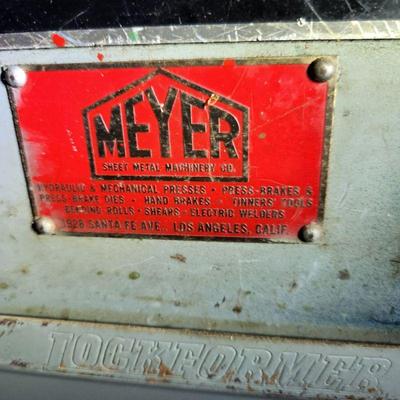 MEYER
SHEET METAL MACHINERY CO.
HYDRAULIC & MECHANICAL PRESSES • PRESS-BRAKES &
PRESS-BRAKE DIES • HAND BRAKES • TINNERS' TOOLS
BENDING ROLLS • SHEARS • ELECTRIC WELDERS
1928 SANTA FE AVE., LOS ANGELES, CALIF.
LOCKFORMER